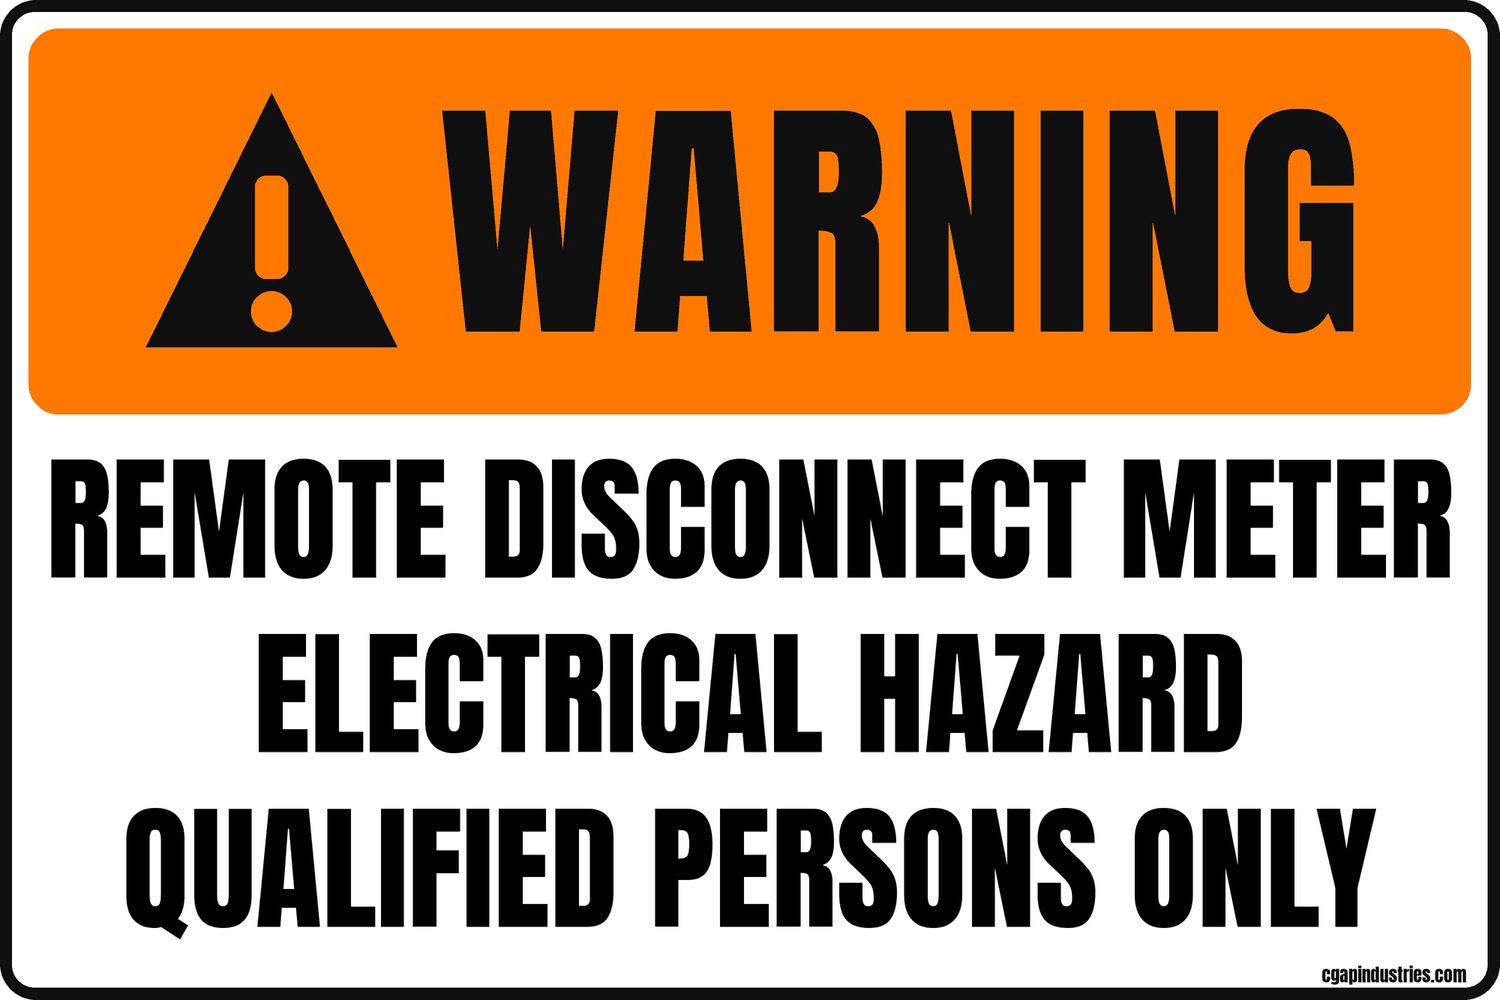 WARNING
REMOTE DISCONNECT METER
ELECTRICAL HAZARD
QUALIFIED PERSONS ONLY
cgapindustries.com